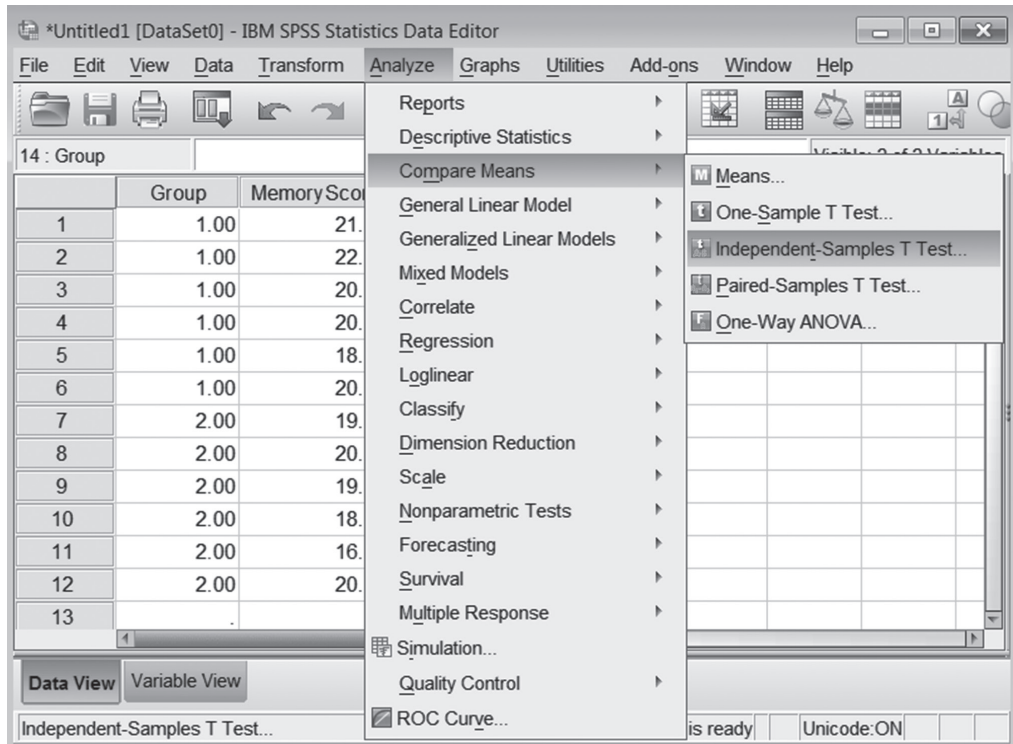 *Untitled1 [DataSet0] - IBM SPSS Statistics Data Editor
File Edit View Data Transform Analyze Graphs Utilities Add-ons Window Help
14 : Group
Group MemoryScor
1 1.00 21.
2 1.00 22.
3 1.00 20.
4 1.00 20.
5 1.00 18.
6 1.00 20.
7 2.00 19.
8 2.00 20.
9 2.00 19.
10 2.00 18.
11 2.00 16.
12 2.00 20.
13 . .
Reports
Descriptive Statistics
Compare Means
General Linear Model
Generalized Linear Models
Mixed Models
Correlate
Regression
Loglinear
Classify
Dimension Reduction
Scale
Nonparametric Tests
Forecasting
Survival
Multiple Response
Simulation...
Quality Control
ROC Curve...
M Means...
t One-Sample T Test...
Independent-Samples T Test...
Paired-Samples T Test...
F One-Way ANOVA...
A
1
Data View Variable View
Independent-Samples T Test... is ready Unicode:ON